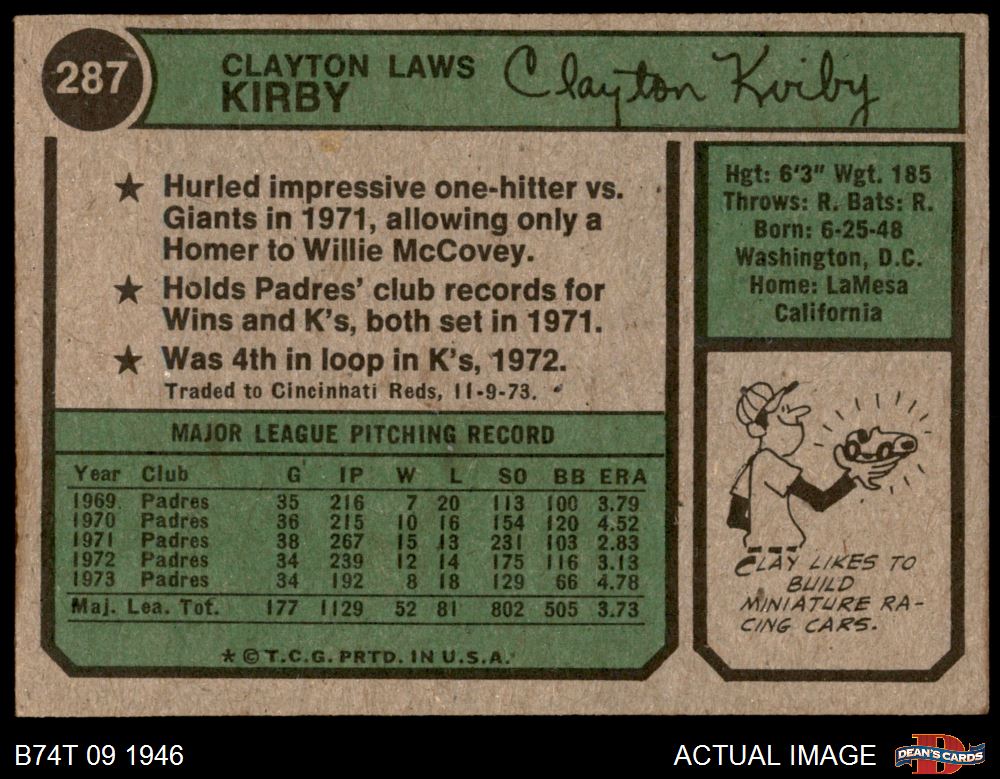 287
CLAYTON LAWS
KIRBY
Clayton Kirby
★ Hurled impressive one-hitter vs.
Giants in 1971, allowing only a
Homer to Willie McCovey.
★ Holds Padres' club records for
Wins and K's, both set in 1971.
★ Was 4th in loop in K's, 1972.
Traded to Cincinnati Reds, 11-9-73.
Hgt: 6'3" Wgt. 185
Throws: R. Bats: R.
Born: 6-25-48
Washington, D.C.
Home: LaMesa
California
MAJOR LEAGUE PITCHING RECORD
Year Club G IP W L SO BB ERA
1969 Padres 35 216 7 20 113 100 3.79
1970 Padres 36 215 10 16 154 120 4.52
1971 Padres 38 267 15 13 231 103 2.83
1972 Padres 34 239 12 14 175 116 3.13
1973 Padres 34 192 8 18 129 66 4.78
Maj. Lea. Tot. 177 1129 52 81 802 505 3.73
* © T.C.G. PRTD. IN U.S.A.
CLAY LIKES TO
BUILD
MINIATURE RA-
CING CARS.
B74T 09 1946
ACTUAL IMAGE
DEAN'S CARDS